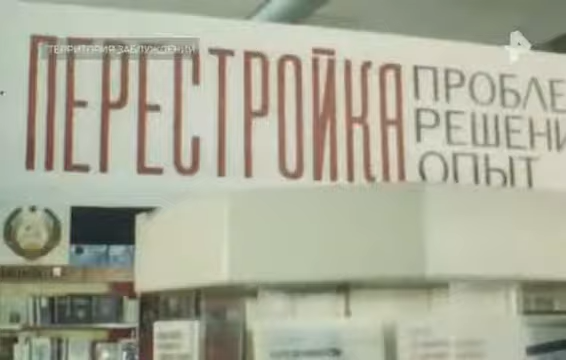 ТЕРРИТОРИЯ ЗАБЛУЖДЕНИЙ
ПЕРЕСТРОЙКА
ПРОБЛЕ
РЕШЕНИ
ОПЫТ